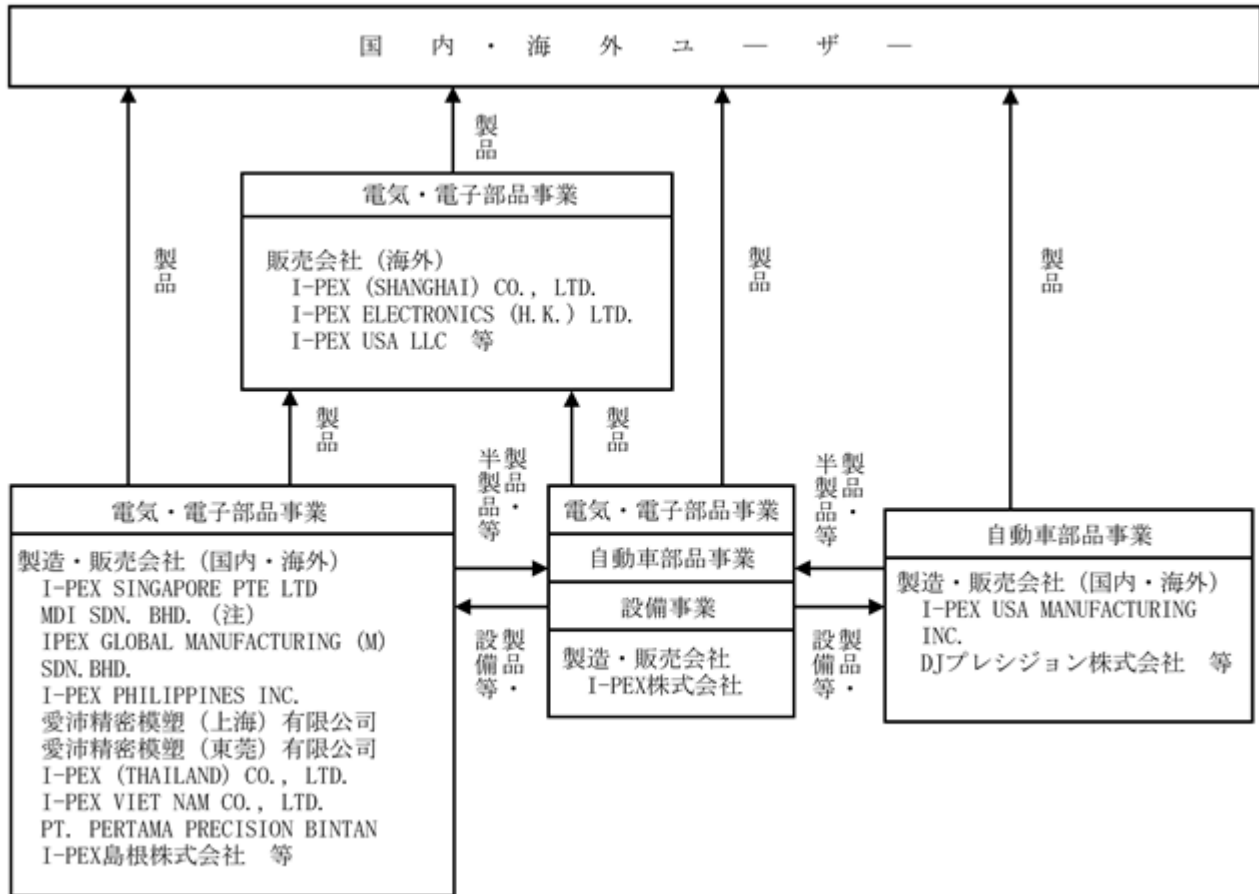 国内・海外ユーザー
製品
電気・電子部品事業
販売会社（海外）
I-PEX (SHANGHAI) CO., LTD.
I-PEX ELECTRONICS (H.K.) LTD.
I-PEX USA LLC 等
製品
製品
製品
製品
製品
電気・電子部品事業
製造・販売会社（国内・海外）
I-PEX SINGAPORE PTE LTD
MDI SDN. BHD.（注）
IPEX GLOBAL MANUFACTURING (M)
SDN.BHD.
I-PEX PHILIPPINES INC.
愛沛精密模塑（上海）有限公司
愛沛精密模塑（東莞）有限公司
I-PEX (THAILAND) CO., LTD.
I-PEX VIET NAM CO., LTD.
PT. PERTAMA PRECISION BINTAN
I-PEX島根株式会社 等
製品・
半製品等
製品・
設備等
電気・電子部品事業
自動車部品事業
設備事業
製造・販売会社
I-PEX株式会社
製品・
半製品等
製品・
設備等
自動車部品事業
製造・販売会社（国内・海外）
I-PEX USA MANUFACTURING
INC.
DJプレシジョン株式会社 等